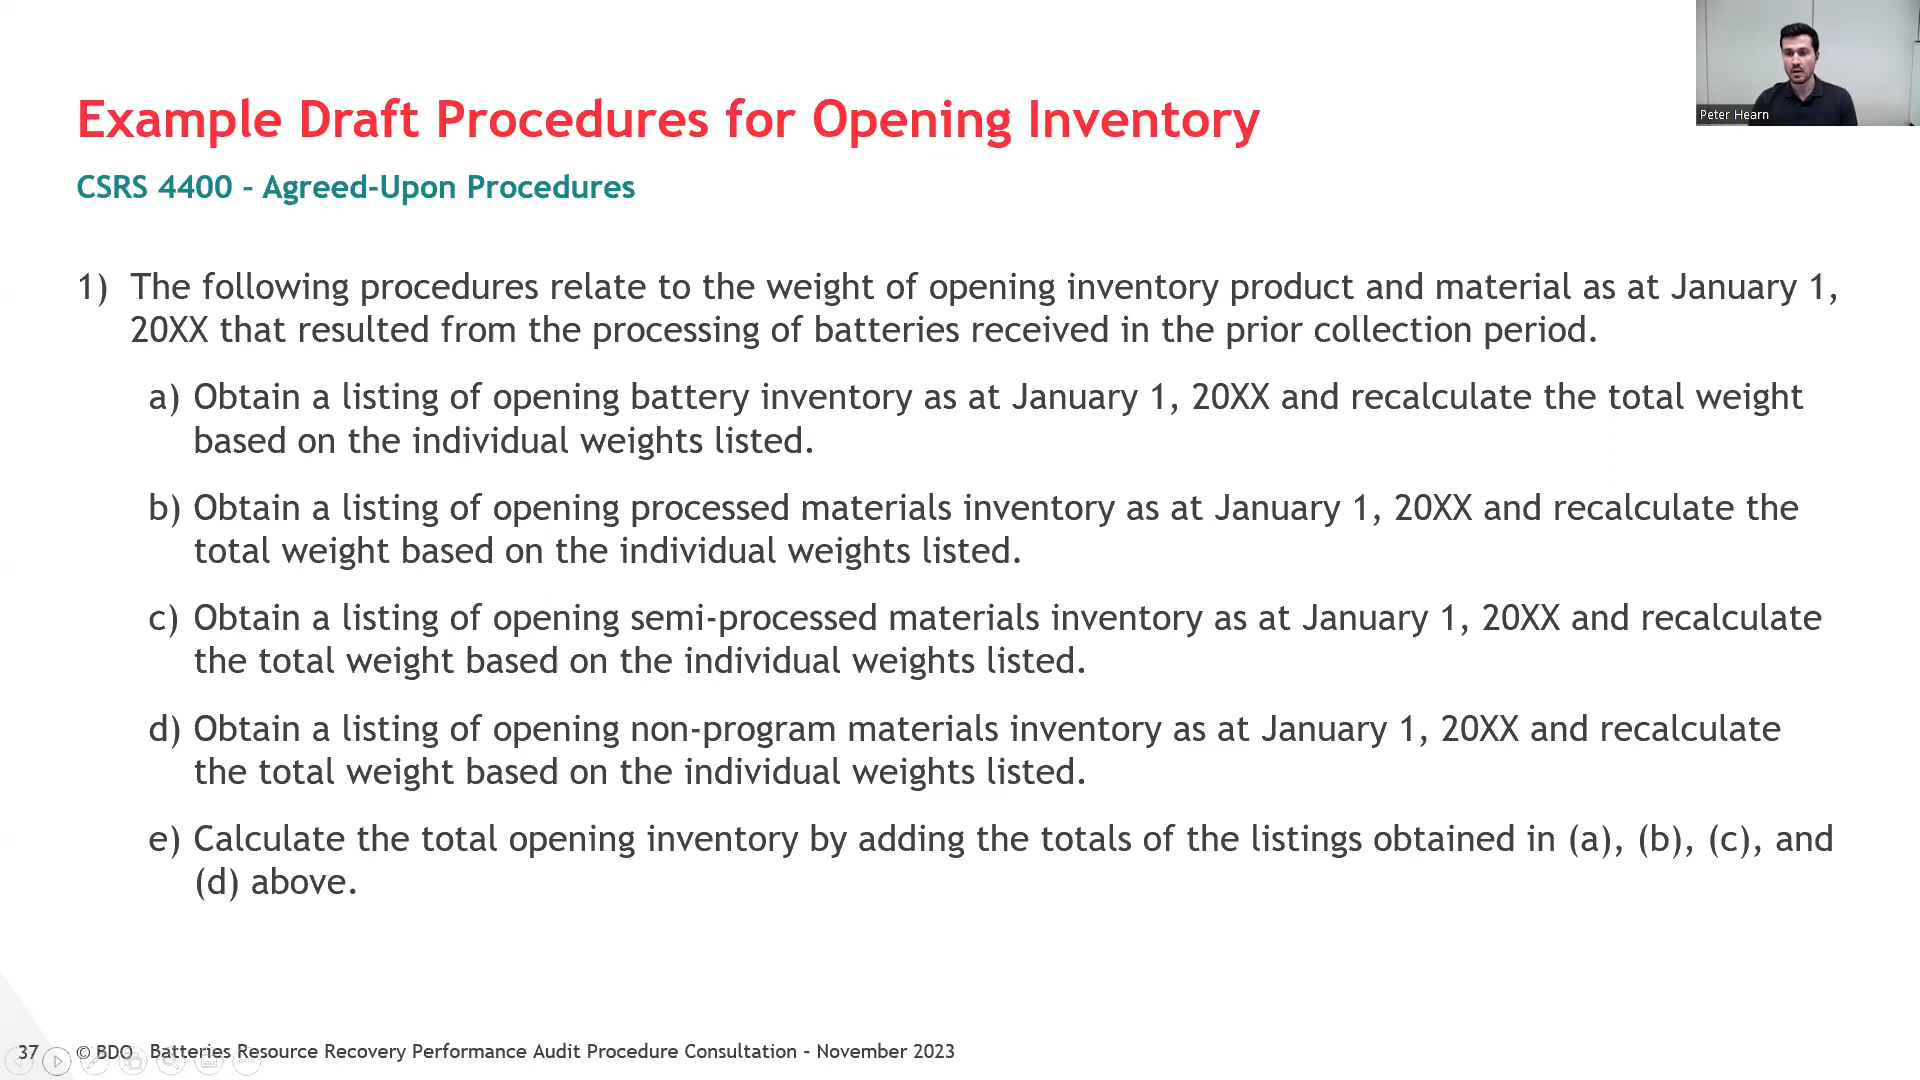 Peter Hearn
Example Draft Procedures for Opening Inventory
CSRS 4400 – Agreed-Upon Procedures
1) The following procedures relate to the weight of opening inventory product and material as at January 1,
20XX that resulted from the processing of batteries received in the prior collection period.
a) Obtain a listing of opening battery inventory as at January 1, 20XX and recalculate the total weight
based on the individual weights listed.
b) Obtain a listing of opening processed materials inventory as at January 1, 20XX and recalculate the
total weight based on the individual weights listed.
c) Obtain a listing of opening semi-processed materials inventory as at January 1, 20XX and recalculate
the total weight based on the individual weights listed.
d) Obtain a listing of opening non-program materials inventory as at January 1, 20XX and recalculate
the total weight based on the individual weights listed.
e) Calculate the total opening inventory by adding the totals of the listings obtained in (a), (b), (c), and
(d) above.
37 © BDO Batteries Resource Recovery Performance Audit Procedure Consultation – November 2023